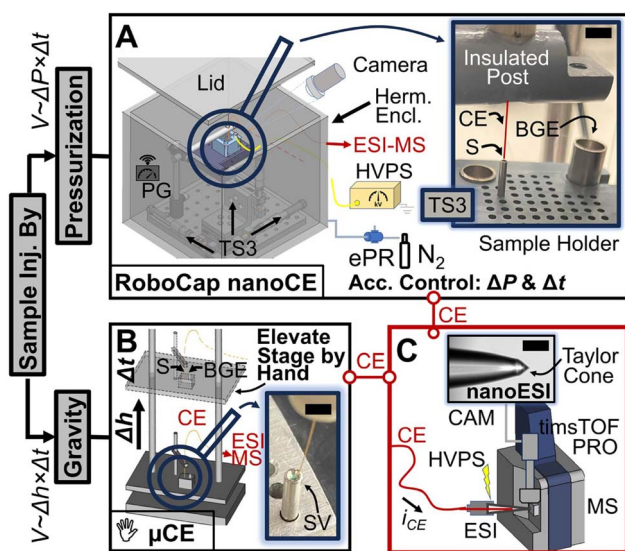 Sample Inj. By
Pressurization
V~ΔP×Δt
Gravity
V~Δh×Δt
A
Lid
Camera
Herm.
Encl.
ESI-MS
HVPS
kV
PG
TS3
ePR
N₂
RoboCap nanoCE
Acc. Control: ΔP & Δt
Insulated
Post
CE
BGE
S
TS3
Sample Holder
B
Δt
Elevate
Stage by
Hand
S
BGE
Δh
CE
ESI
MS
SV
µCE
CE
CE
C
Taylor
Cone
nanoESI
CAM
timsTOF
PRO
CE
HVPS
MS
iCE
ESI